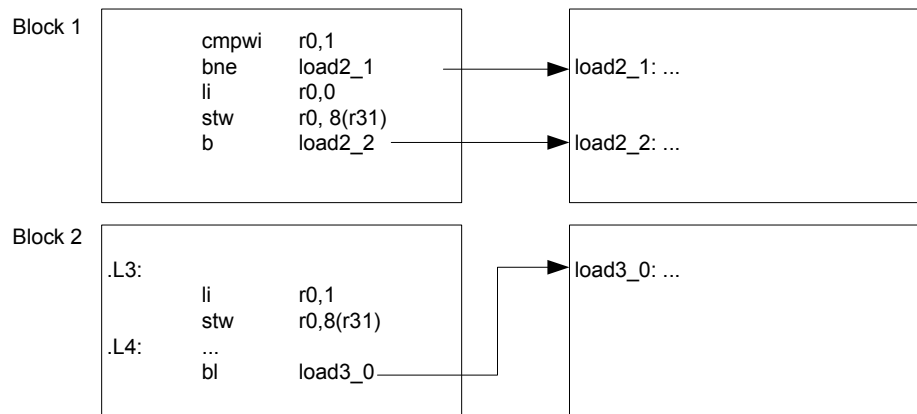 Block 1
cmpwi r0,1
bne load2_1
li r0,0
stw r0, 8(r31)
b load2_2
load2_1: ...
load2_2: ...
Block 2
.L3:
li r0,1
stw r0,8(r31)
.L4: ...
bl load3_0
load3_0: ...